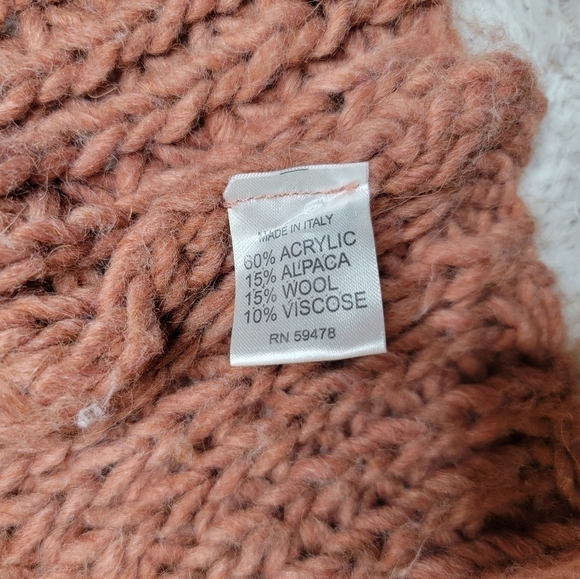 MADE IN ITALY
60% ACRYLIC
15% ALPACA
15% WOOL
10% VISCOSE
RN 59478